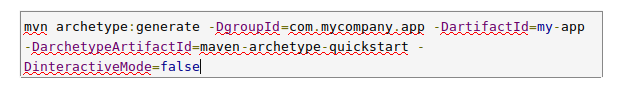 mvn archetype:generate -DgroupId=com.mycompany.app -DartifactId=my-app
-DarchetypeArtifactId=maven-archetype-quickstart -
DinteractiveMode=false